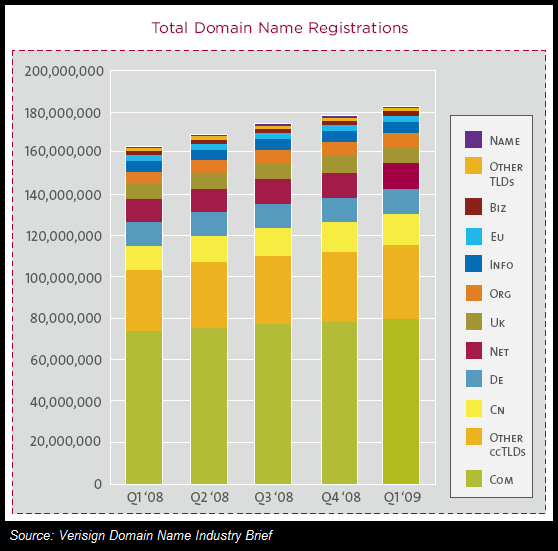 Total Domain Name Registrations
200,000,000
180,000,000
160,000,000
140,000,000
120,000,000
100,000,000
80,000,000
60,000,000
40,000,000
20,000,000
0
Q1 '08
Q2 '08
Q3 '08
Q4 '08
Q1 '09
NAME
OTHER
TLDS
BIZ
EU
INFO
ORG
UK
NET
DE
CN
OTHER
ccTLDS
COM
Source: Verisign Domain Name Industry Brief